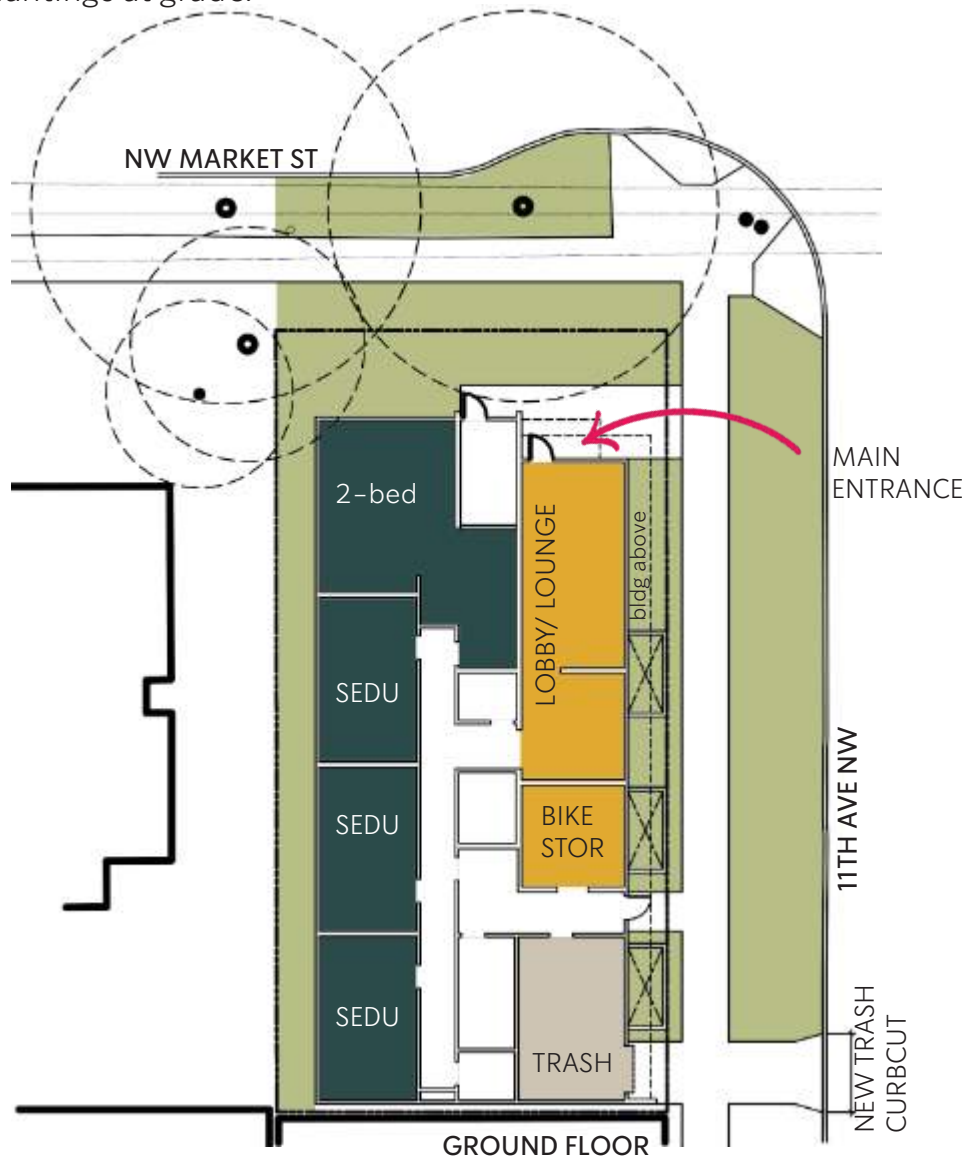 NW MARKET ST
MAIN
ENTRANCE
2-bed
LOBBY/ LOUNGE
bldg above
SEDU
SEDU
BIKE
STOR
11TH AVE NW
SEDU
TRASH
NEW TRASH
CURBCUT
GROUND FLOOR